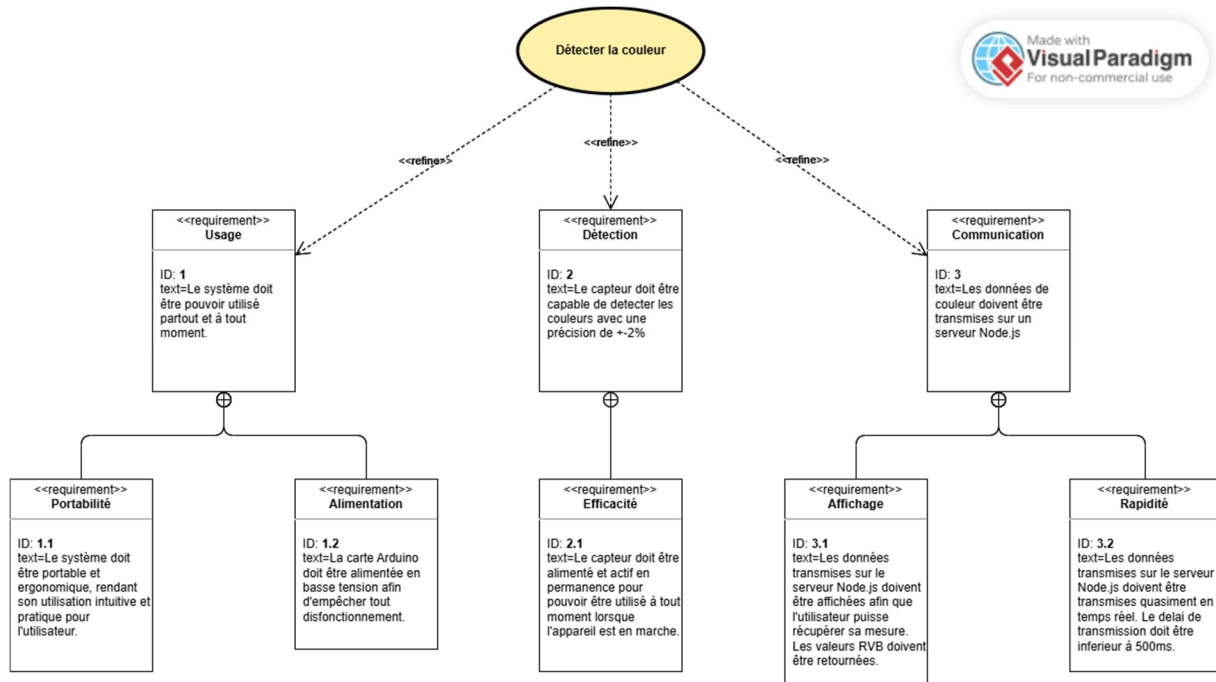 Détecter la couleur
Made with
Visual Paradigm
For non-commercial use
<<refine>>
<<refine>>
<<refine>>
<<requirement>>
Usage
ID: 1
text=Le système doit
être pouvoir utilisé
partout et à tout
moment.
<<requirement>>
Détection
ID: 2
text=Le capteur doit être
capable de detecter les
couleurs avec une
précision de +-2%
<<requirement>>
Communication
ID: 3
text=Les données de
couleur doivent être
transmises sur un
serveur Node.js
<<requirement>>
Portabilité
ID: 1.1
text=Le système doit
être portable et
ergonomique, rendant
son utilisation intuitive et
pratique pour
l'utilisateur.
<<requirement>>
Alimentation
ID: 1.2
text=La carte Arduino
doit être alimentée en
basse tension afin
d'empêcher tout
disfonctionnement.
<<requirement>>
Efficacité
ID: 2.1
text=Le capteur doit être
alimenté et actif en
permanence pour
pouvoir être utilisé à tout
moment lorsque
l'appareil est en marche.
<<requirement>>
Affichage
ID: 3.1
text=Les données
transmises sur le
serveur Node.js doivent
être affichées afin que
l'utilisateur puisse
récupérer sa mesure.
Les valeurs RVB doivent
être retournées.
<<requirement>>
Rapidité
ID: 3.2
text=Les données
transmises sur le serveur
Node.js doivent être
transmises quasiment en
temps réel. Le delai de
transmission doit être
inferieur à 500ms.